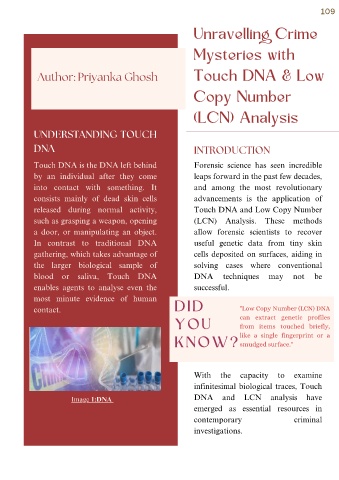 109
Unravelling Crime
Mysteries with
Touch DNA & Low
Copy Number
(LCN) Analysis
Author: Priyanka Ghosh
UNDERSTANDING TOUCH
DNA
Touch DNA is the DNA left behind
by an individual after they come
into contact with something. It
consists mainly of dead skin cells
released during normal activity,
such as grasping a weapon, opening
a door, or manipulating an object.
In contrast to traditional DNA
gathering, which takes advantage of
the larger biological sample of
blood or saliva, Touch DNA
enables agents to analyse even the
most minute evidence of human
contact.
Image 1:DNA
INTRODUCTION
Forensic science has seen incredible
leaps forward in the past few decades,
and among the most revolutionary
advancements is the application of
Touch DNA and Low Copy Number
(LCN) Analysis. These methods
allow forensic scientists to recover
useful genetic data from tiny skin
cells deposited on surfaces, aiding in
solving cases where conventional
DNA techniques may not be
successful.
DID
YOU
KNOW?
"Low Copy Number (LCN) DNA
can extract genetic profiles
from items touched briefly,
like a single fingerprint or a
smudged surface."
With the capacity to examine
infinitesimal biological traces, Touch
DNA and LCN analysis have
emerged as essential resources in
contemporary criminal
investigations.